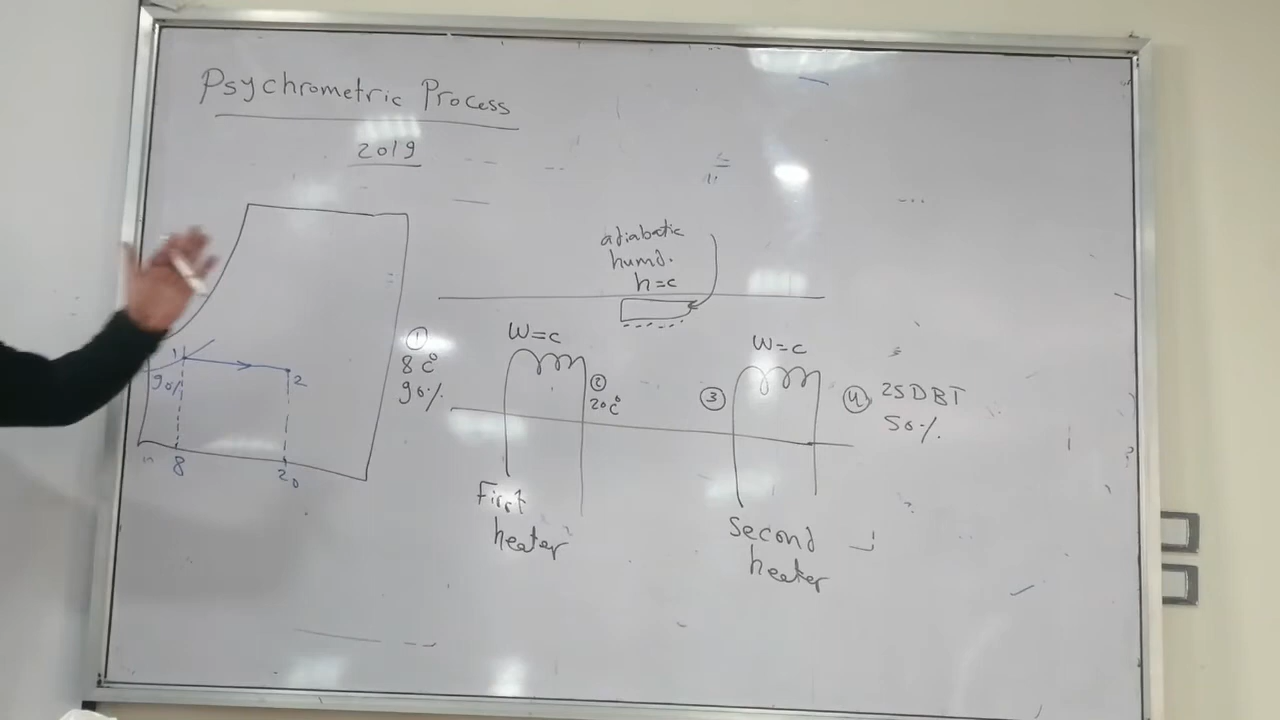 Psychrometric Process
2019
adiabatic
humd.
h=c
1
8 c°
90%
W=c
2
20 c°
W=c
3
4 25 DBT
50%
First
heater
Second
heater
1
90%
2
8
20